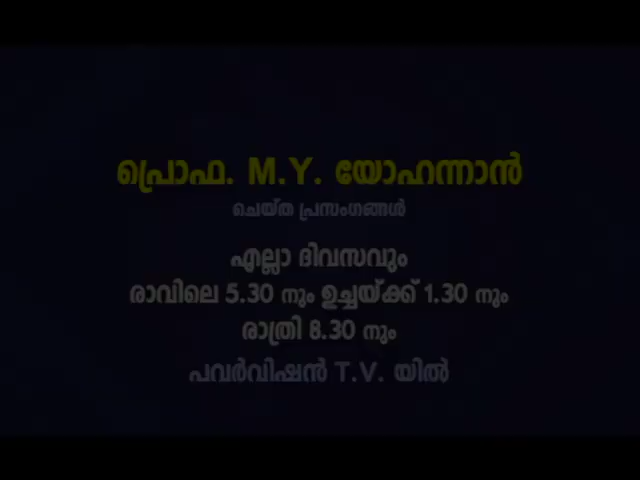 പ്രൊഫ. M.Y. യോഹന്നാൻ
ചെയ്ത പ്രസംഗങ്ങൾ
എല്ലാ ദിവസവും
രാവിലെ 5.30 നും ഉച്ചയ്ക്ക് 1.30 നും
രാത്രി 8.30 നും
പവർവിഷൻ T.V. യിൽ